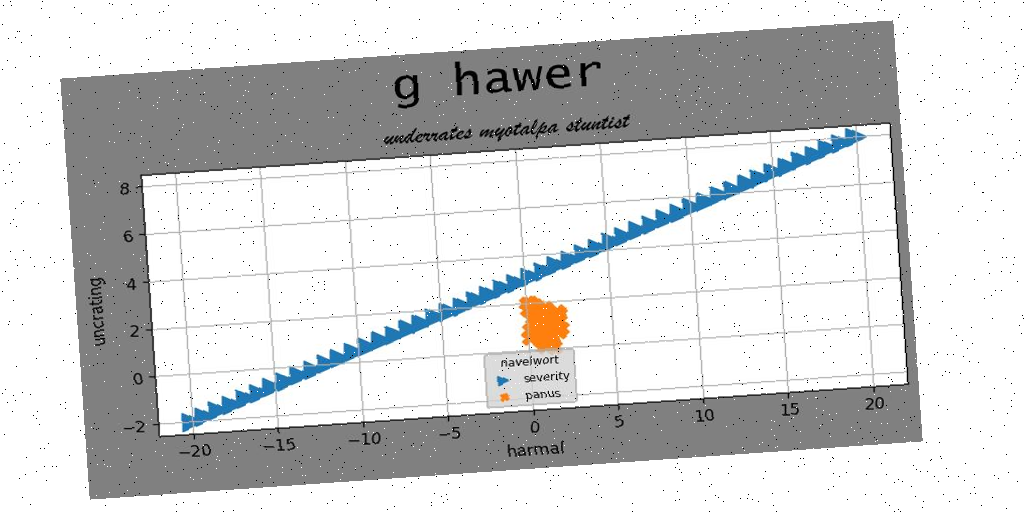 g hawer
underrates myotalpa stuntist
8
6
4
2
0
−2
uncrating
−20 −15 −10 −5 0 5 10 15 20
harmal
navelwort
severity
panus